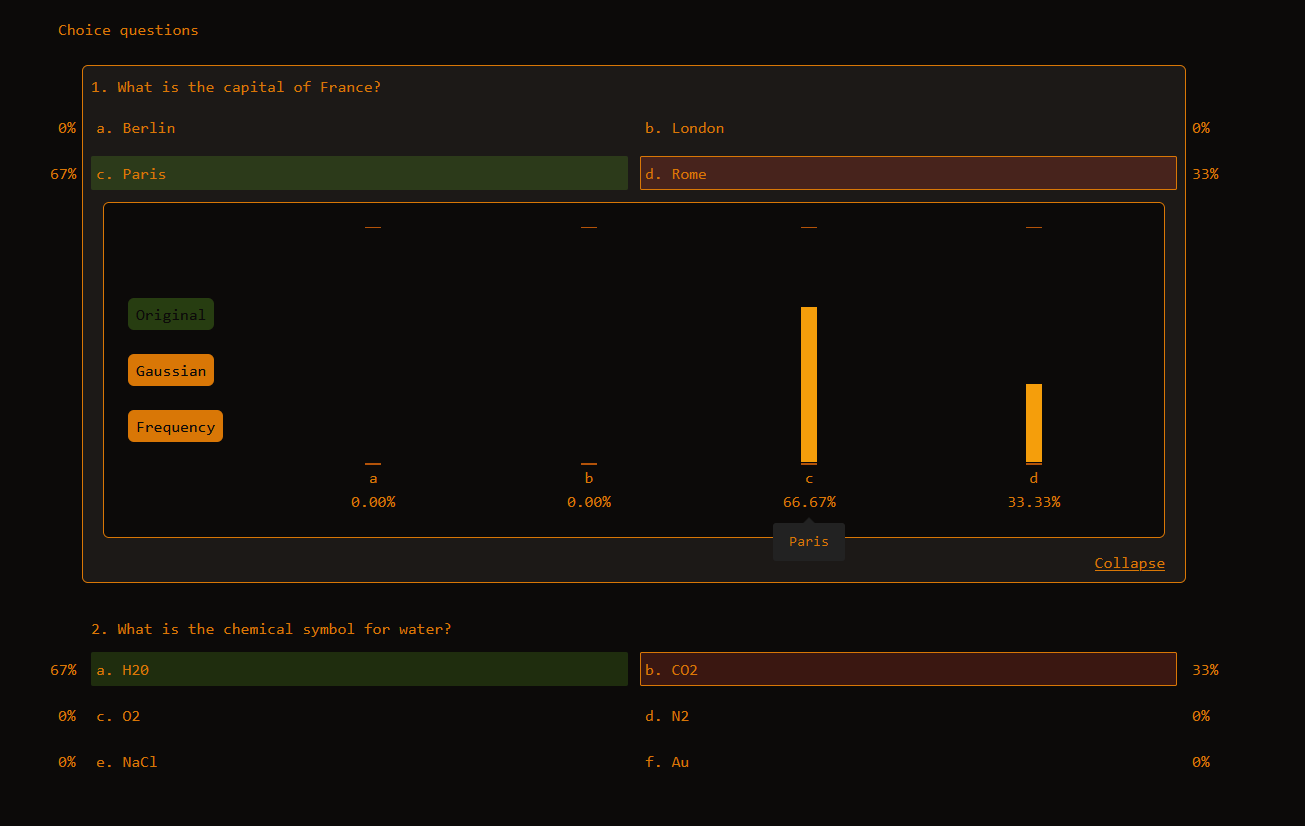 Choice questions
1. What is the capital of France?
0% a. Berlin b. London 0%
67% c. Paris d. Rome 33%
Original
Gaussian
Frequency
a b c d
0.00% 0.00% 66.67% 33.33%
Paris
Collapse
2. What is the chemical symbol for water?
67% a. H20 b. CO2 33%
0% c. O2 d. N2 0%
0% e. NaCl f. Au 0%